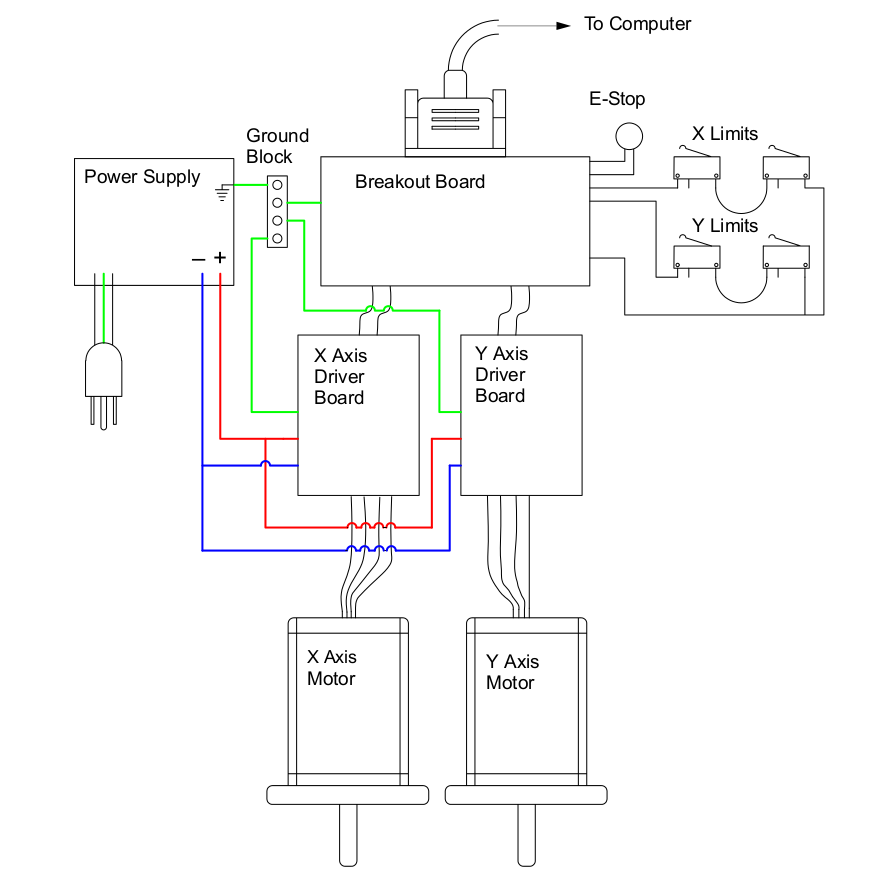 To Computer
E-Stop
X Limits
Ground
Block
Power Supply
Breakout Board
Y Limits
– +
X Axis
Driver
Board
Y Axis
Driver
Board
X Axis
Motor
Y Axis
Motor